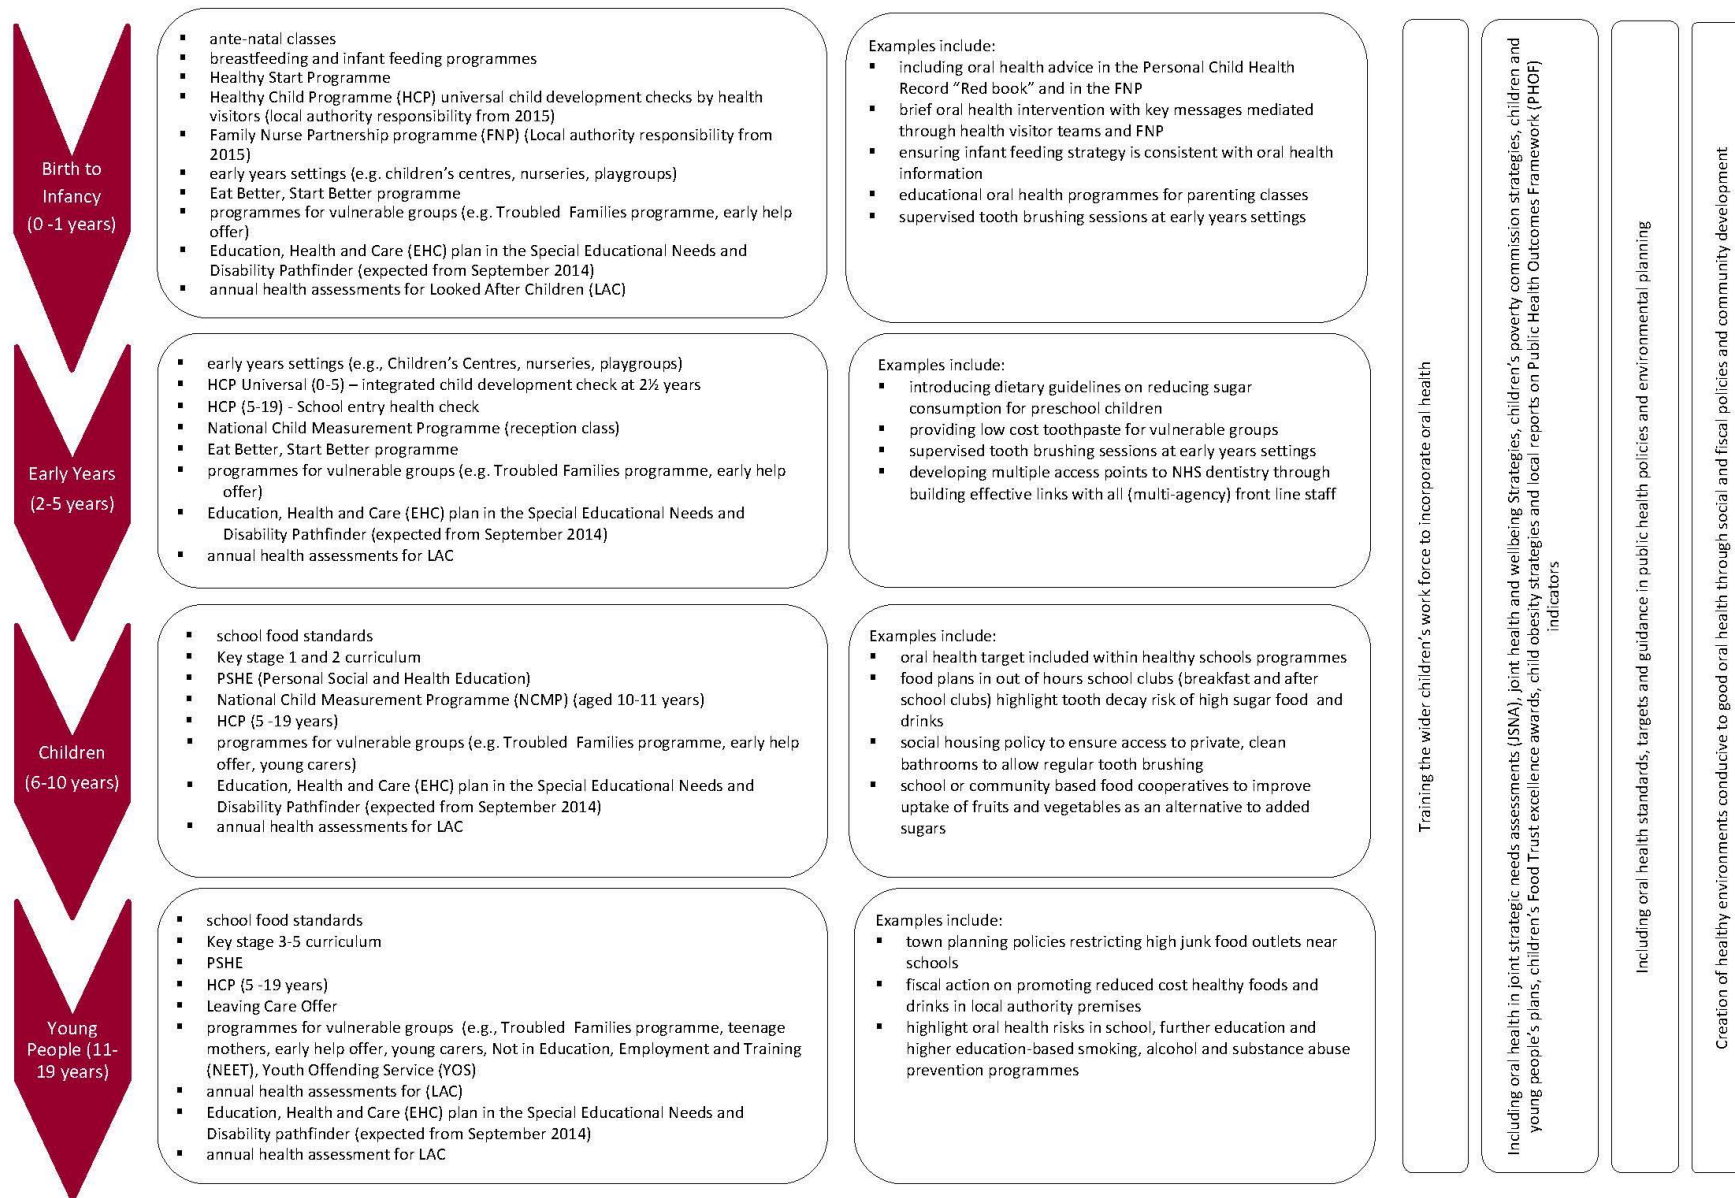 Birth to
Infancy
(0 -1 years)
▪ ante-natal classes
▪ breastfeeding and infant feeding programmes
▪ Healthy Start Programme
▪ Healthy Child Programme (HCP) universal child development checks by health
visitors (local authority responsibility from 2015)
▪ Family Nurse Partnership programme (FNP) (Local authority responsibility from
2015)
▪ early years settings (e.g. children’s centres, nurseries, playgroups)
▪ Eat Better, Start Better programme
▪ programmes for vulnerable groups (e.g. Troubled Families programme, early help
offer)
▪ Education, Health and Care (EHC) plan in the Special Educational Needs and
Disability Pathfinder (expected from September 2014)
▪ annual health assessments for Looked After Children (LAC)
Examples include:
▪ including oral health advice in the Personal Child Health
Record “Red book” and in the FNP
▪ brief oral health intervention with key messages mediated
through health visitor teams and FNP
▪ ensuring infant feeding strategy is consistent with oral health
information
▪ educational oral health programmes for parenting classes
▪ supervised tooth brushing sessions at early years settings
Early Years
(2-5 years)
▪ early years settings (e.g., Children’s Centres, nurseries, playgroups)
▪ HCP Universal (0-5) – integrated child development check at 2½ years
▪ HCP (5-19) - School entry health check
▪ National Child Measurement Programme (reception class)
▪ Eat Better, Start Better programme
▪ programmes for vulnerable groups (e.g. Troubled Families programme, early help
offer)
▪ Education, Health and Care (EHC) plan in the Special Educational Needs and
Disability Pathfinder (expected from September 2014)
▪ annual health assessments for LAC
Examples include:
▪ introducing dietary guidelines on reducing sugar
consumption for preschool children
▪ providing low cost toothpaste for vulnerable groups
▪ supervised tooth brushing sessions at early years settings
▪ developing multiple access points to NHS dentistry through
building effective links with all (multi-agency) front line staff
Children
(6-10 years)
▪ school food standards
▪ Key stage 1 and 2 curriculum
▪ PSHE (Personal Social and Health Education)
▪ National Child Measurement Programme (NCMP) (aged 10-11 years)
▪ HCP (5 -19 years)
▪ programmes for vulnerable groups (e.g. Troubled Families programme, early help
offer, young carers)
▪ Education, Health and Care (EHC) plan in the Special Educational Needs and
Disability Pathfinder (expected from September 2014)
▪ annual health assessments for LAC
Examples include:
▪ oral health target included within healthy schools programmes
▪ food plans in out of hours school clubs (breakfast and after
school clubs) highlight tooth decay risk of high sugar food and
drinks
▪ social housing policy to ensure access to private, clean
bathrooms to allow regular tooth brushing
▪ school or community based food cooperatives to improve
uptake of fruits and vegetables as an alternative to added
sugars
Young
People (11-
19 years)
▪ school food standards
▪ Key stage 3-5 curriculum
▪ PSHE
▪ HCP (5 -19 years)
▪ Leaving Care Offer
▪ programmes for vulnerable groups (e.g., Troubled Families programme, teenage
mothers, early help offer, young carers, Not in Education, Employment and Training
(NEET), Youth Offending Service (YOS)
▪ annual health assessments for (LAC)
▪ Education, Health and Care (EHC) plan in the Special Educational Needs and
Disability pathfinder (expected from September 2014)
▪ annual health assessment for LAC
Examples include:
▪ town planning policies restricting high junk food outlets near
schools
▪ fiscal action on promoting reduced cost healthy foods and
drinks in local authority premises
▪ highlight oral health risks in school, further education and
higher education-based smoking, alcohol and substance abuse
prevention programmes
Training the wider children’s work force to incorporate oral health
Including oral health in joint strategic needs assessments (JSNA), joint health and wellbeing Strategies, children’s poverty commission strategies, children and
young people’s plans, children’s Food Trust excellence awards, child obesity strategies and local reports on Public Health Outcomes Framework (PHOF)
indicators
Including oral health standards, targets and guidance in public health policies and environmental planning
Creation of healthy environments conducive to good oral health through social and fiscal policies and community development